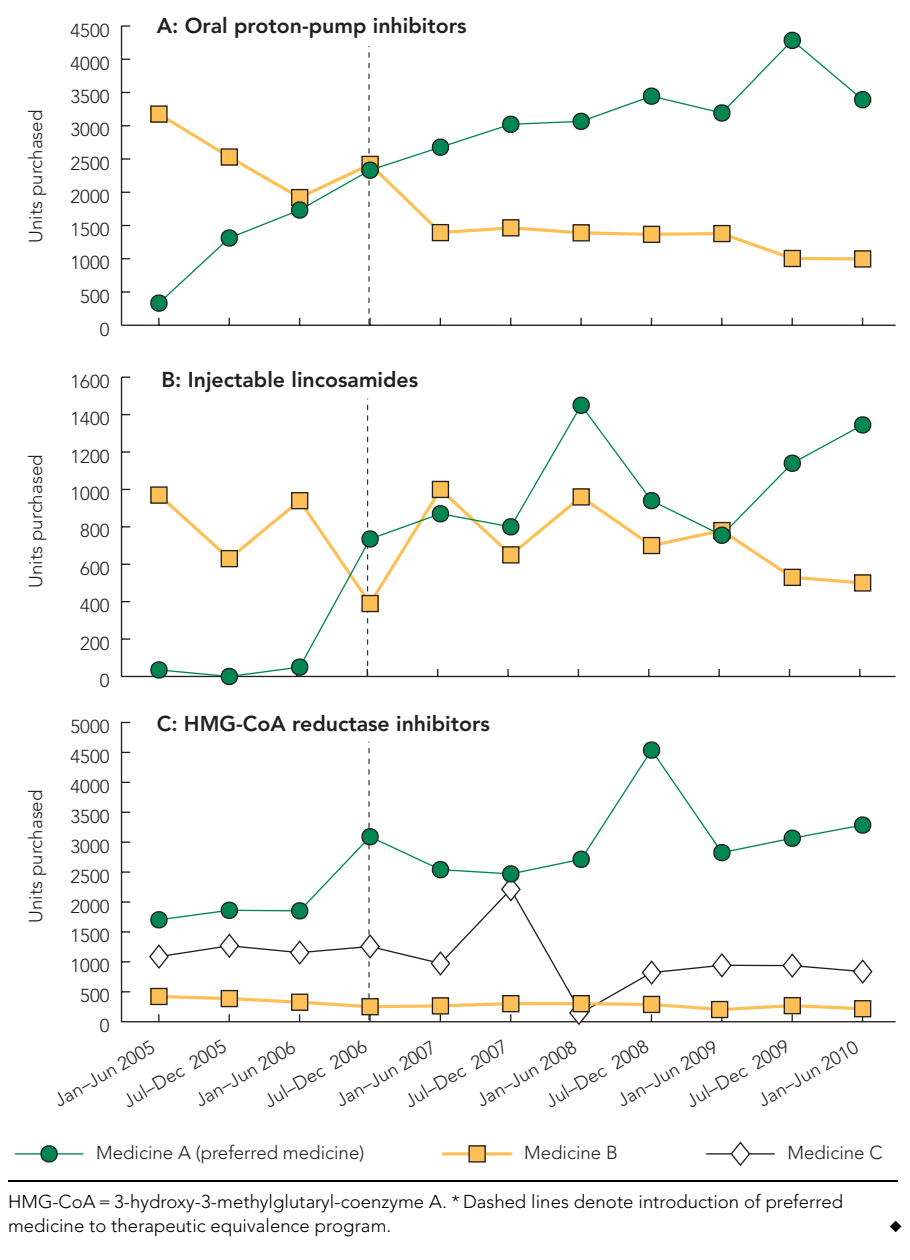 A: Oral proton-pump inhibitors
Units purchased
4500
4000
3500
3000
2500
2000
1500
1000
500
0
B: Injectable lincosamides
Units purchased
1600
1400
1200
1000
800
600
400
200
0
C: HMG-CoA reductase inhibitors
Units purchased
5000
4500
4000
3500
3000
2500
2000
1500
1000
500
0
Jan–Jun 2005
Jul–Dec 2005
Jan–Jun 2006
Jul–Dec 2006
Jan–Jun 2007
Jul–Dec 2007
Jan–Jun 2008
Jul–Dec 2008
Jan–Jun 2009
Jul–Dec 2009
Jan–Jun 2010
Medicine A (preferred medicine)
Medicine B
Medicine C
HMG-CoA = 3-hydroxy-3-methylglutaryl-coenzyme A. * Dashed lines denote introduction of preferred
medicine to therapeutic equivalence program.